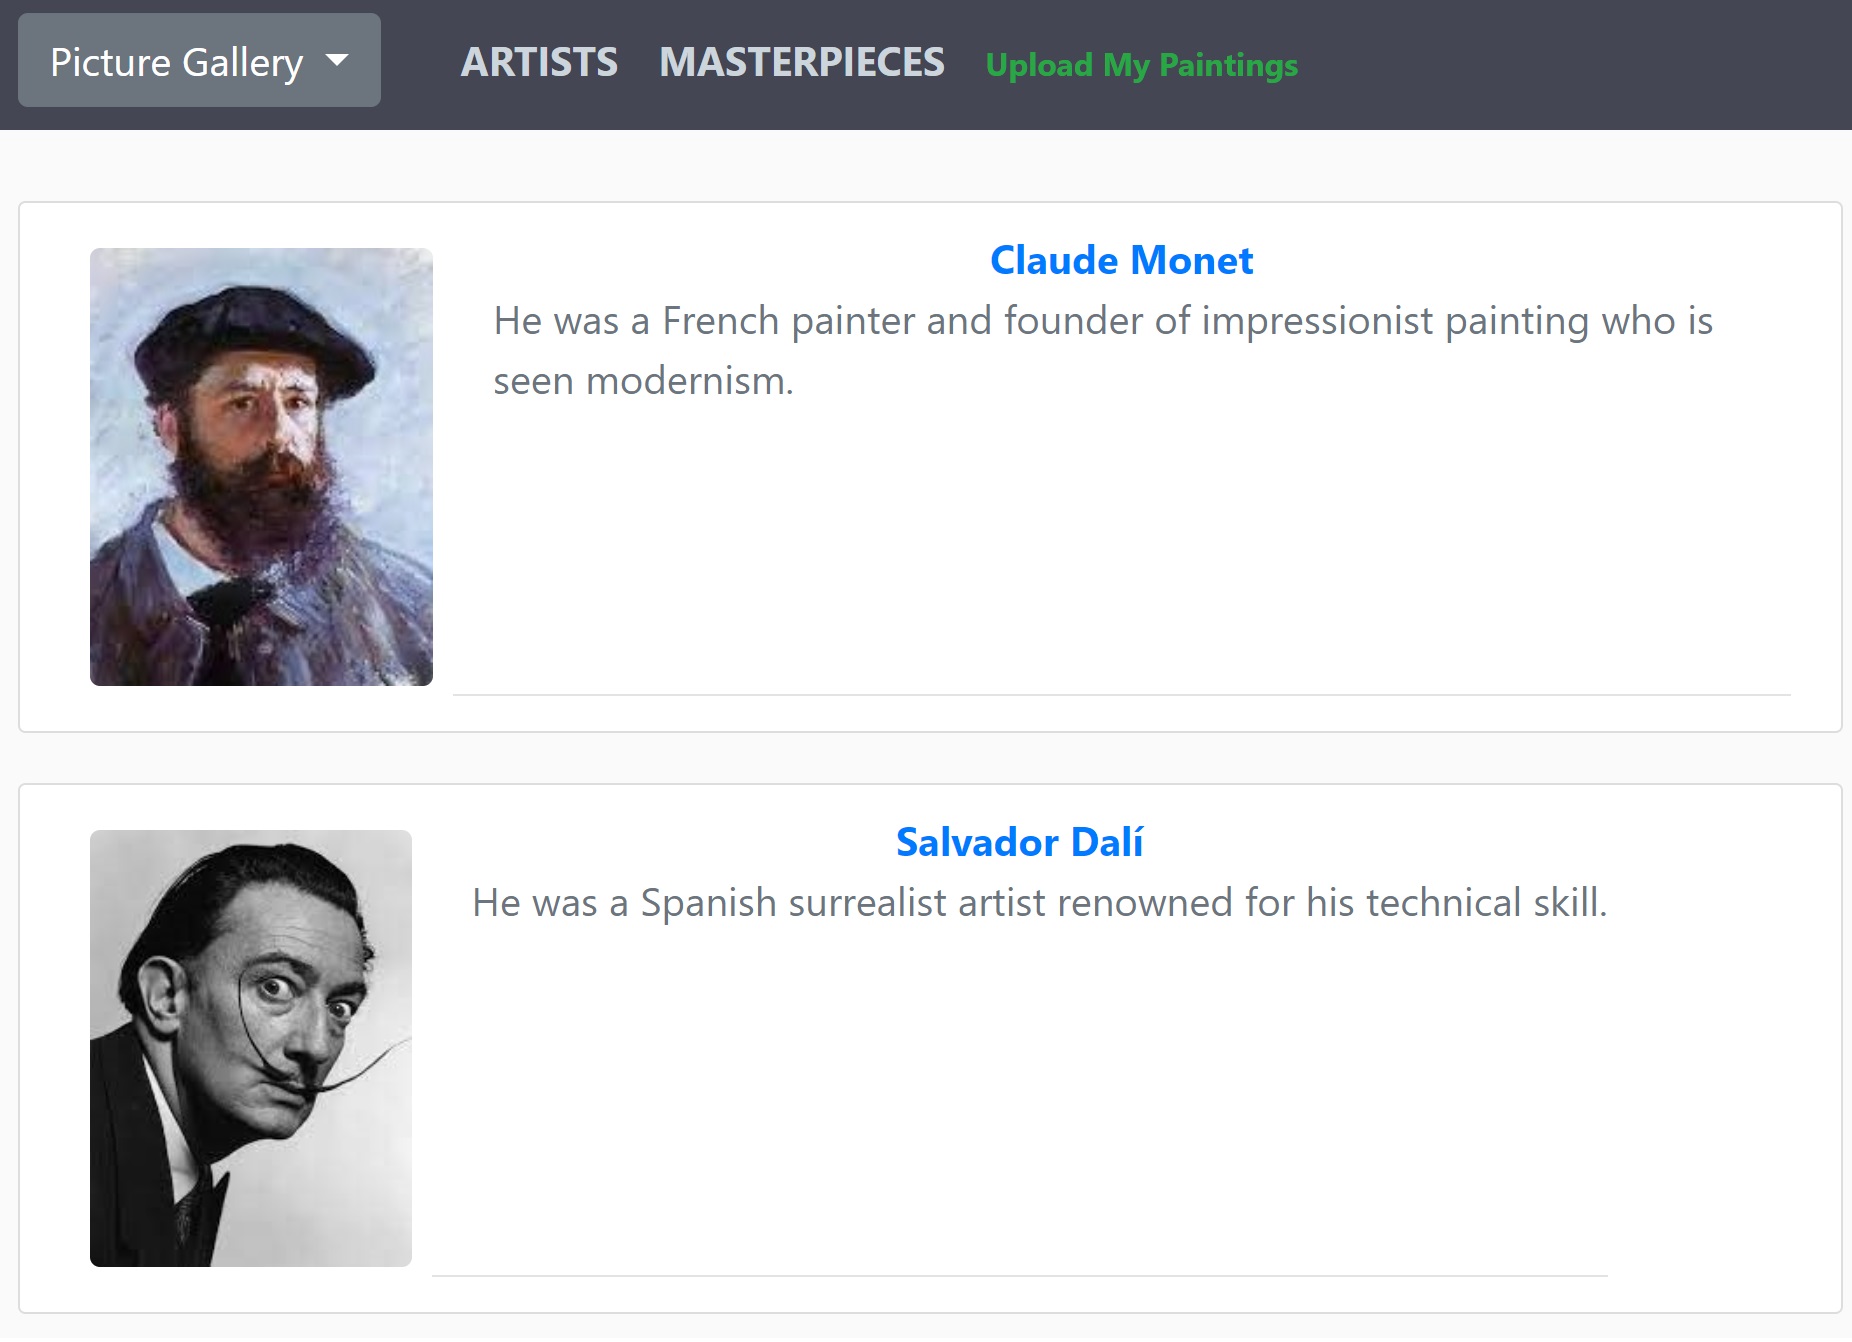 Picture Gallery ARTISTS MASTERPIECES Upload My Paintings
Claude Monet
He was a French painter and founder of impressionist painting who is
seen modernism.
Salvador Dalí
He was a Spanish surrealist artist renowned for his technical skill.